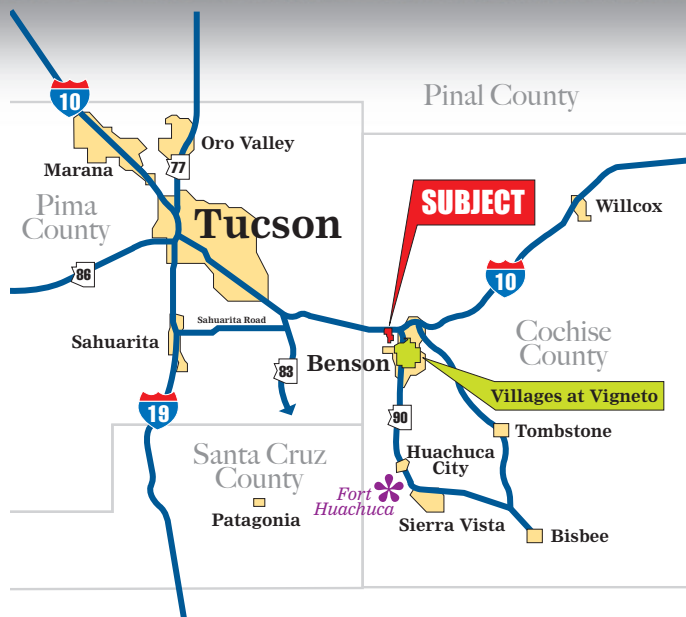 Pinal County
10
Oro Valley
77
Marana
Pima
County
Tucson
SUBJECT
Willcox
86
10
Sahuarita Road
Sahuarita
Cochise
County
Benson
83
Villages at Vigneto
19
90
Tombstone
Santa Cruz
County
Huachuca
City
Fort
Huachuca
Patagonia
Sierra Vista
Bisbee